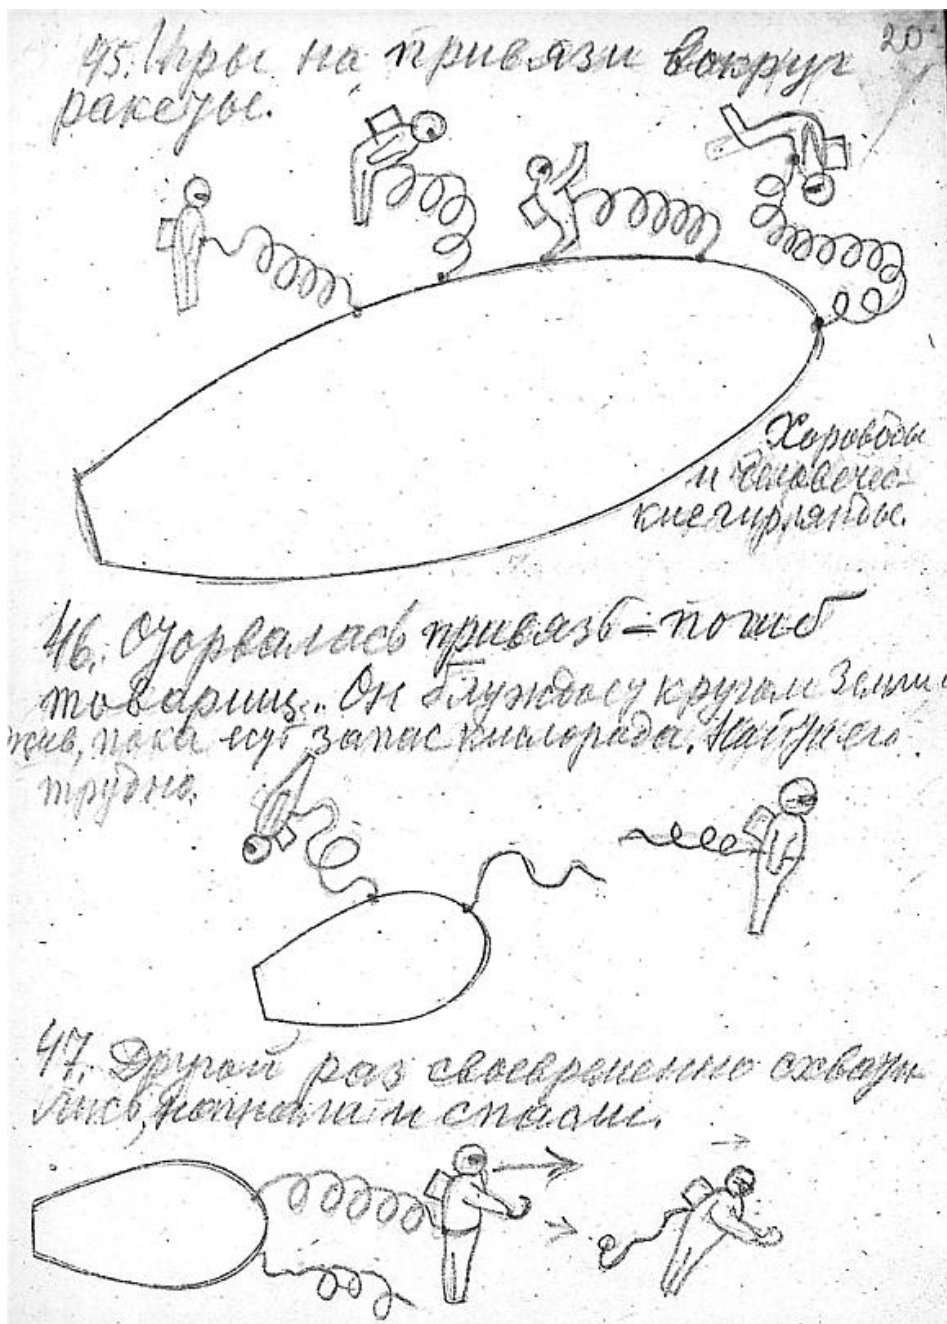 20
45. Игры на привязи вокруг
ракеты.
Хороводы
и человечес-
кие гирлянды.
46. Оторвалась привязь – погиб
товарищ.. Он блуждает кругом Земли
жив, пока есть запас кислорода. Найти его
трудно.
47. Другой раз своевременно схвати-
лись, нагнали и спасли.